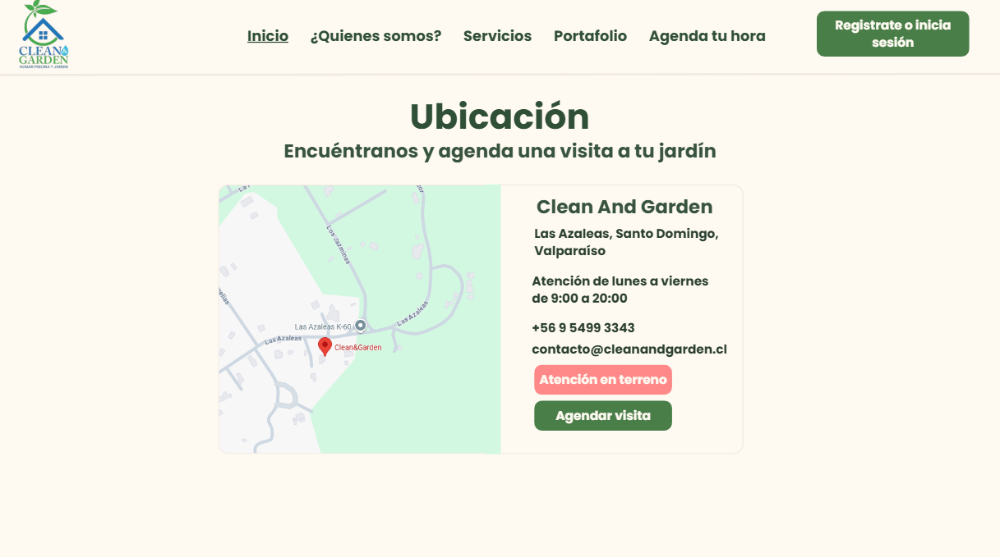 CLEAN
GARDEN
HOGAR PISCINA Y JARDIN
Inicio
¿Quienes somos?
Servicios
Portafolio
Agenda tu hora
Registrate o inicia
sesión
Ubicación
Encuéntranos y agenda una visita a tu jardín
Los Jazmines
Las Azaleas
Las Azaleas K-60
Las Azaleas
Clean&Garden
Clean And Garden
Las Azaleas, Santo Domingo,
Valparaíso
Atención de lunes a viernes
de 9:00 a 20:00
+56 9 5499 3343
contacto@cleanandgarden.cl
Atención en terreno
Agendar visita